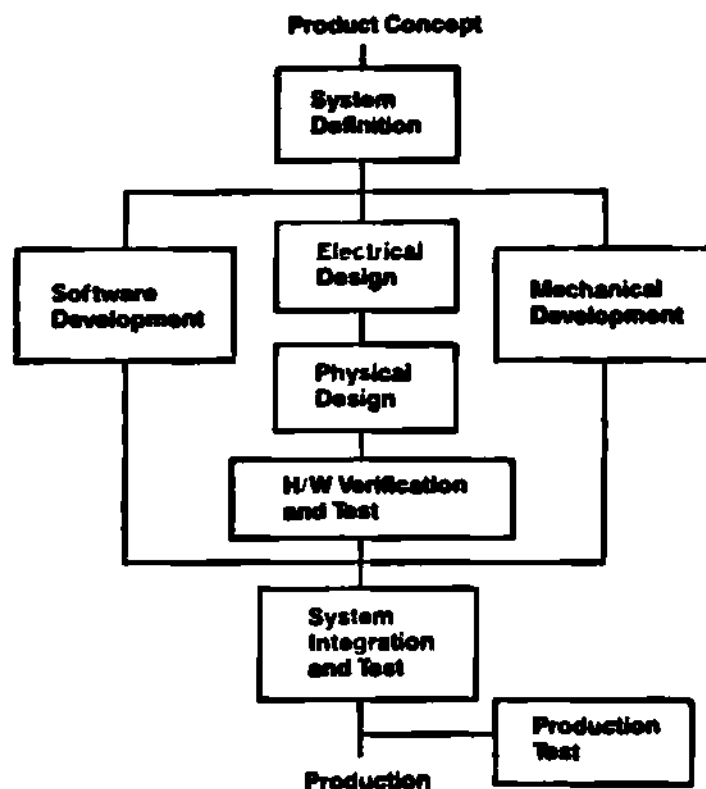 Product Concept
System
Definition
Electrical
Design
Software
Development
Mechanical
Development
Physical
Design
H/W Verification
and Test
System
Integration
and Test
Production
Test
Production